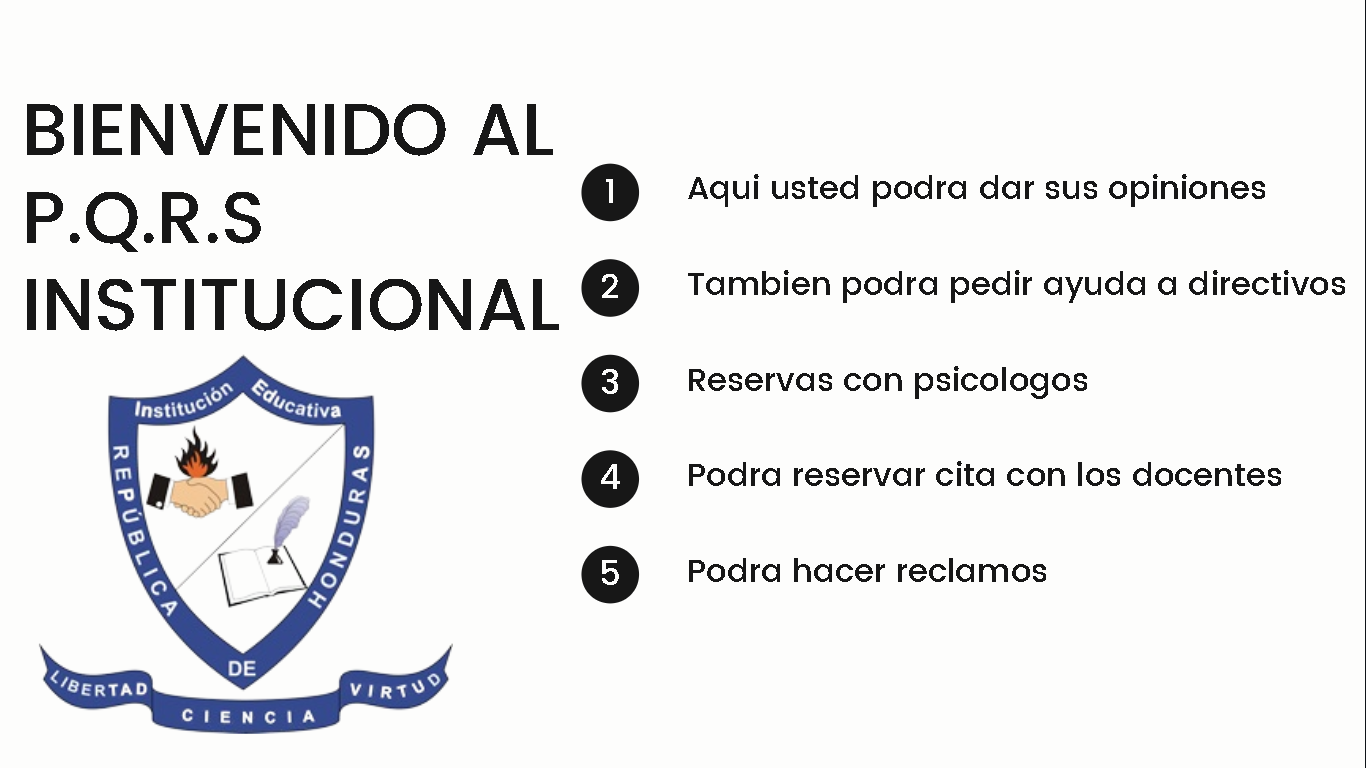 BIENVENIDO AL
P.Q.R.S
INSTITUCIONAL
1 Aqui usted podra dar sus opiniones
2 Tambien podra pedir ayuda a directivos
3 Reservas con psicologos
4 Podra reservar cita con los docentes
5 Podra hacer reclamos
Institución Educativa
REPÚBLICA
DE
HONDURAS
LIBERTAD
CIENCIA
VIRTUD